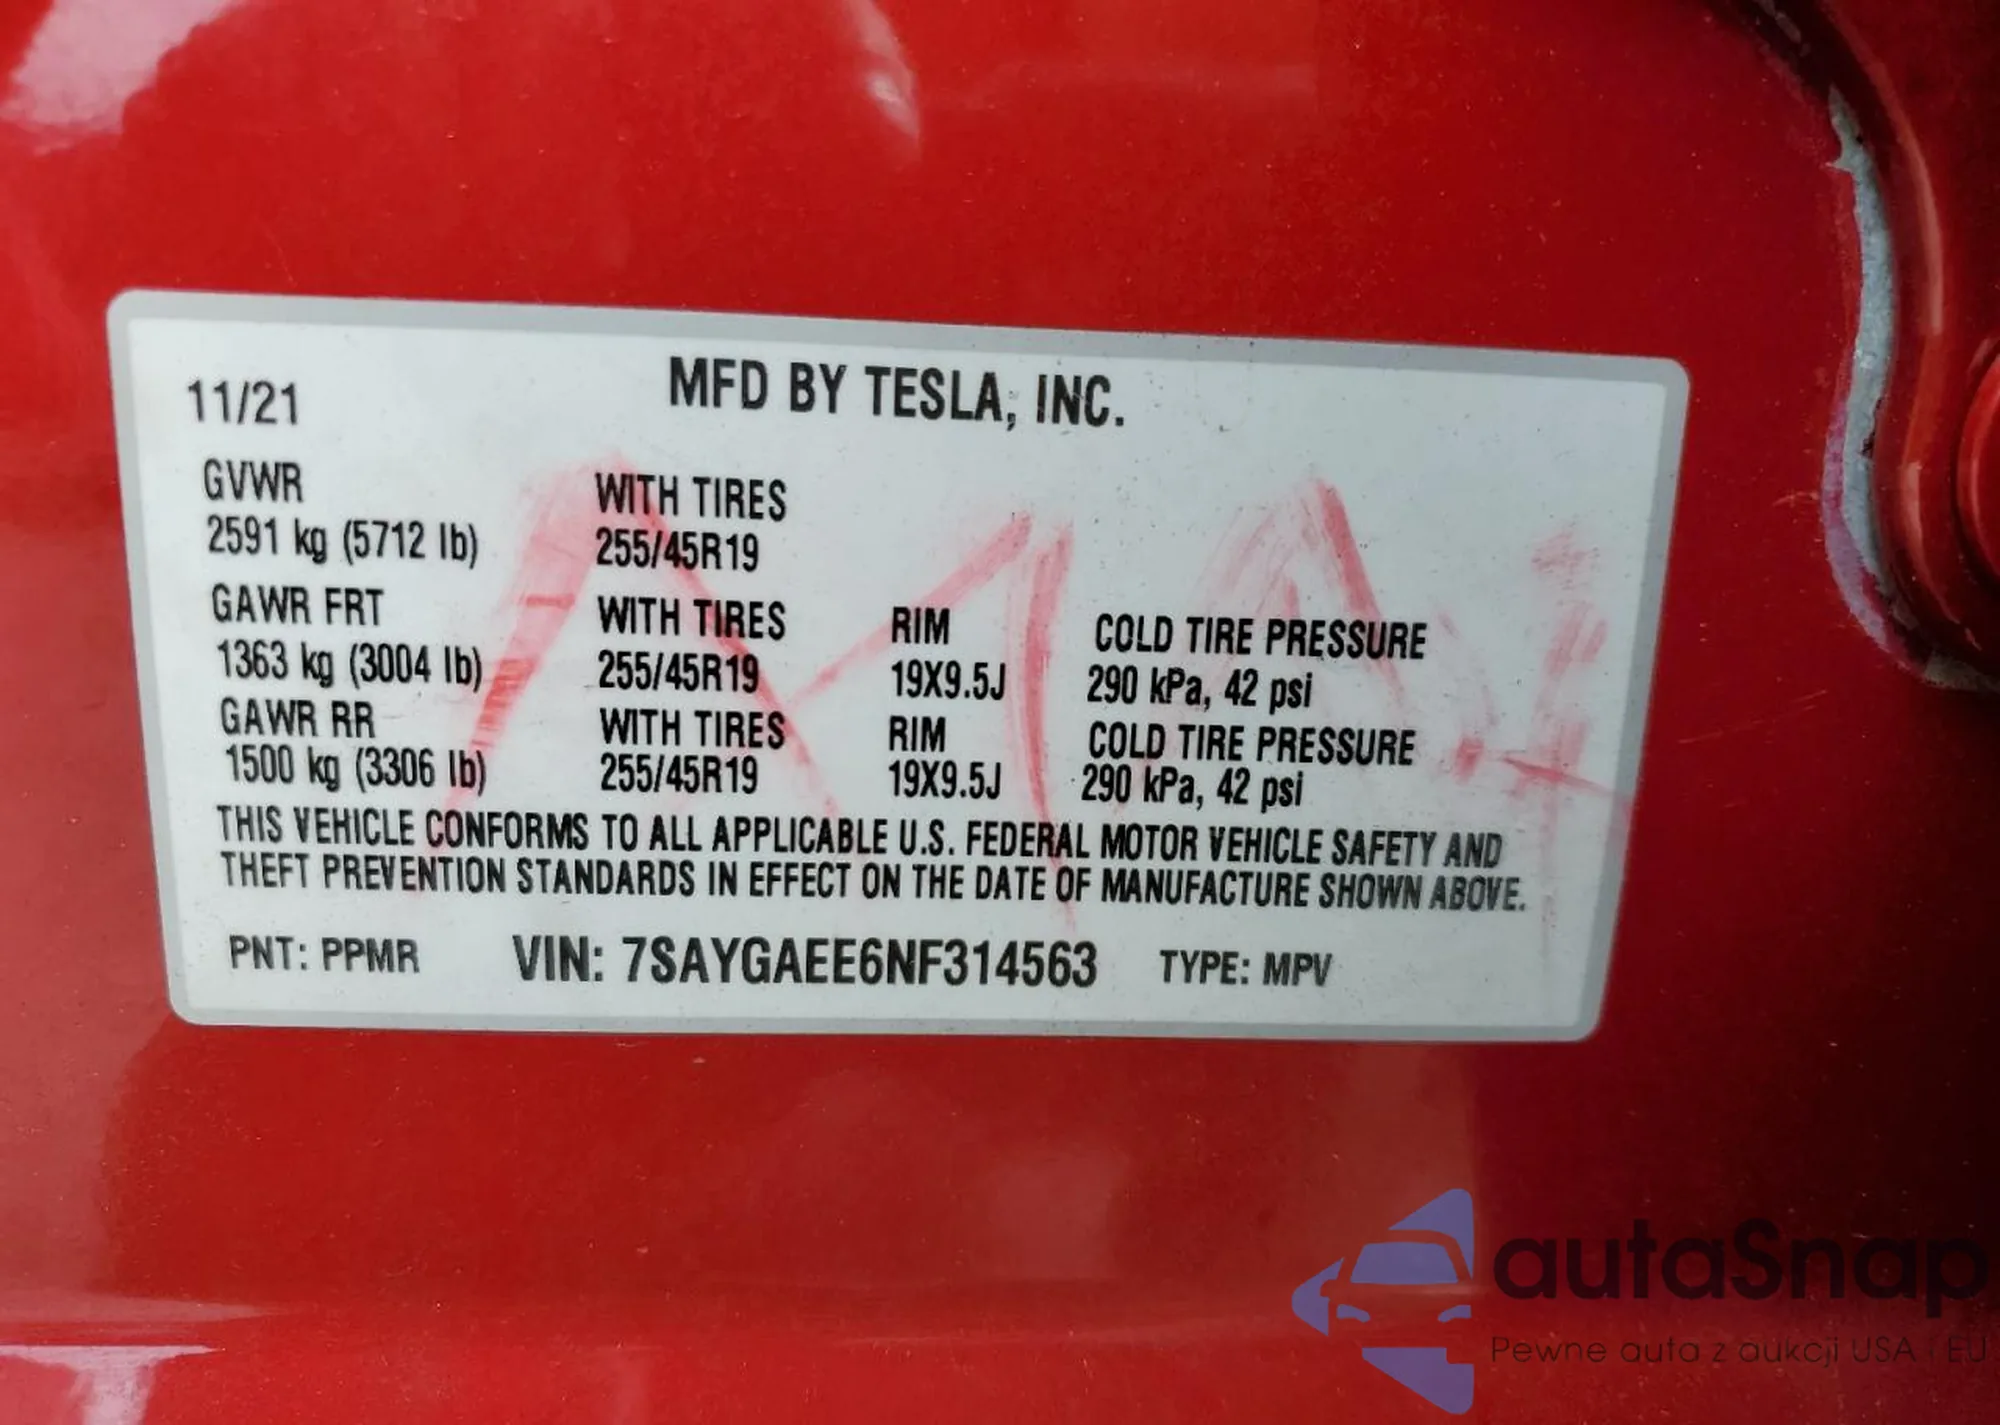 11/21
MFD BY TESLA, INC.
GVWR
2591 kg (5712 lb)
WITH TIRES
255/45R19
GAWR FRT
1363 kg (3004 lb)
WITH TIRES
255/45R19
RIM
19X9.5J
COLD TIRE PRESSURE
290 kPa, 42 psi
GAWR RR
1500 kg (3306 lb)
WITH TIRES
255/45R19
RIM
19X9.5J
COLD TIRE PRESSURE
290 kPa, 42 psi
THIS VEHICLE CONFORMS TO ALL APPLICABLE U.S. FEDERAL MOTOR VEHICLE SAFETY AND
THEFT PREVENTION STANDARDS IN EFFECT ON THE DATE OF MANUFACTURE SHOWN ABOVE.
PNT: PPMR VIN: 7SAYGAEE6NF314563 TYPE: MPV
autaSnap
Pewne auta z aukcji USA i EU